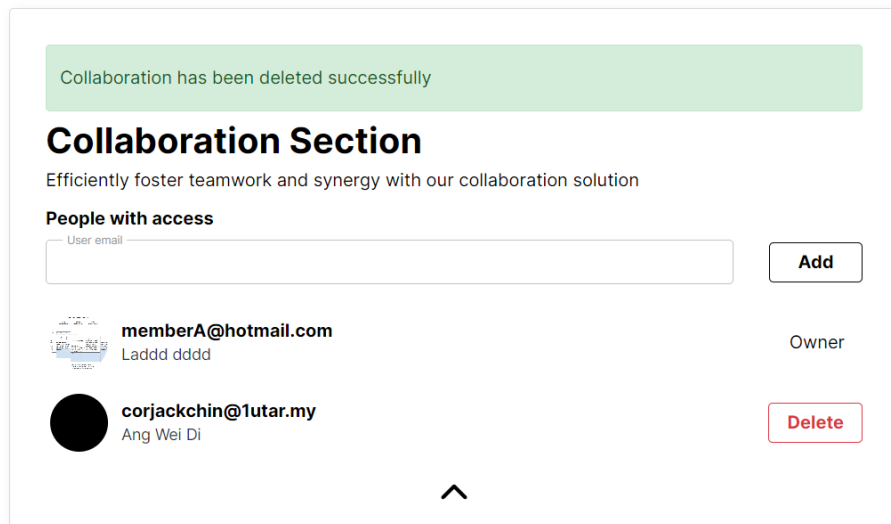 Collaboration has been deleted successfully
Collaboration Section
Efficiently foster teamwork and synergy with our collaboration solution
People with access
User email
Add
memberA@hotmail.com
Laddd dddd
Owner
corjackchin@1utar.my
Ang Wei Di
Delete